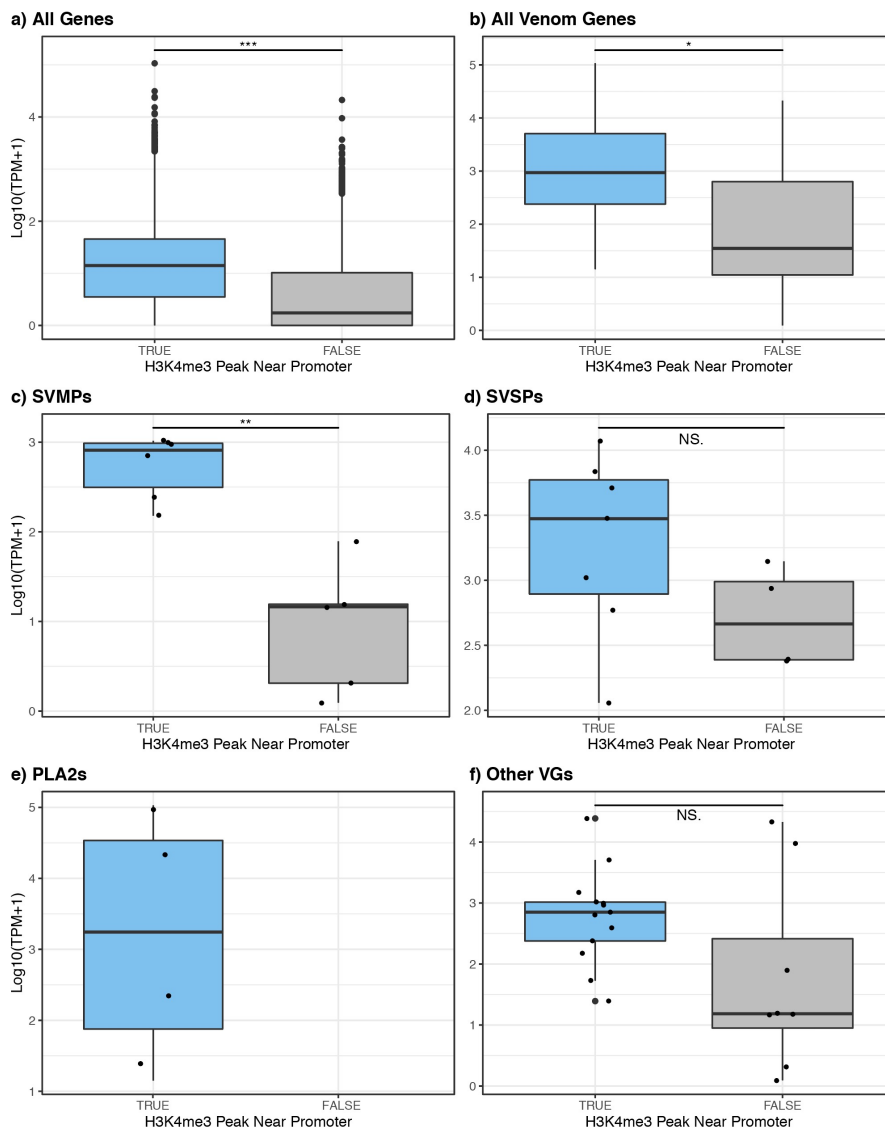 a) All Genes
***
Log10(TPM+1)
4
2
0
TRUE
FALSE
H3K4me3 Peak Near Promoter
b) All Venom Genes
*
5
4
3
2
1
0
TRUE
FALSE
H3K4me3 Peak Near Promoter
c) SVMPs
**
Log10(TPM+1)
3
2
1
0
TRUE
FALSE
H3K4me3 Peak Near Promoter
d) SVSPs
NS.
4.0
3.5
3.0
2.5
2.0
TRUE
FALSE
H3K4me3 Peak Near Promoter
e) PLA2s
Log10(TPM+1)
5
4
3
2
1
TRUE
FALSE
H3K4me3 Peak Near Promoter
f) Other VGs
NS.
4
3
2
1
0
TRUE
FALSE
H3K4me3 Peak Near Promoter